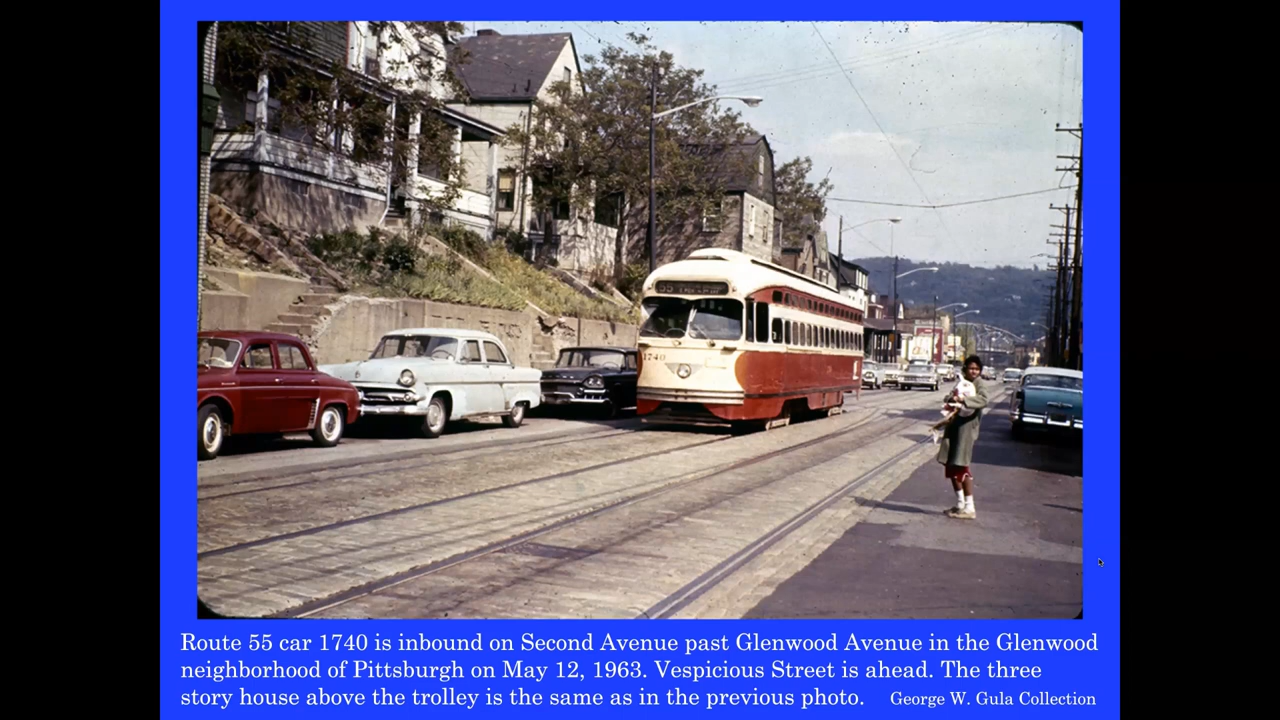 55
1740
Route 55 car 1740 is inbound on Second Avenue past Glenwood Avenue in the Glenwood
neighborhood of Pittsburgh on May 12, 1963. Vespicious Street is ahead. The three
story house above the trolley is the same as in the previous photo. George W. Gula Collection